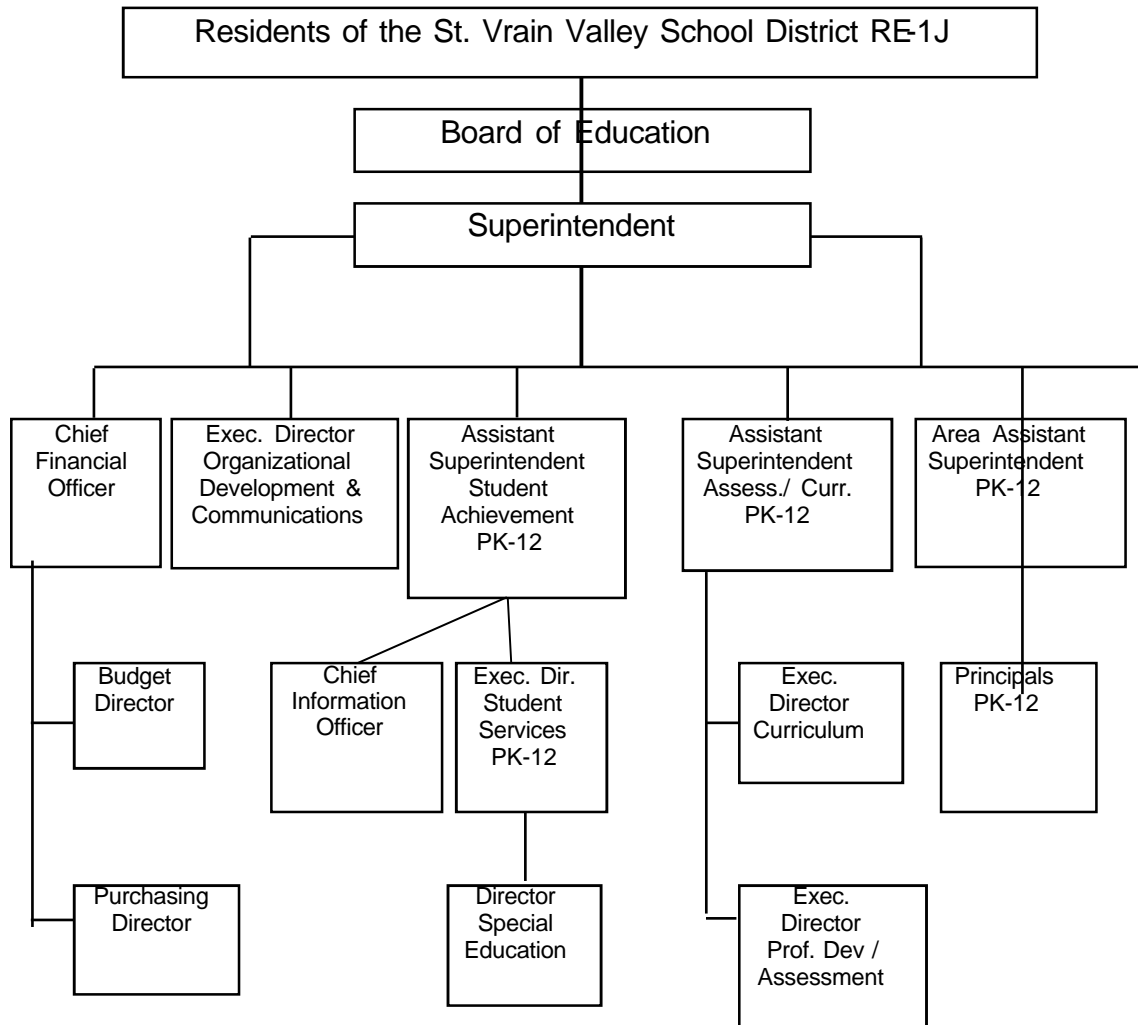 Residents of the St. Vrain Valley School District RE-1J
Board of Education
Superintendent
Chief
Financial
Officer
Exec. Director
Organizational
Development &
Communications
Assistant
Superintendent
Student
Achievement
PK-12
Assistant
Superintendent
Assess./ Curr.
PK-12
Area Assistant
Superintendent
PK-12
Budget
Director
Chief
Information
Officer
Exec. Dir.
Student
Services
PK-12
Exec.
Director
Curriculum
Principals
PK-12
Purchasing
Director
Director
Special
Education
Exec.
Director
Prof. Dev /
Assessment